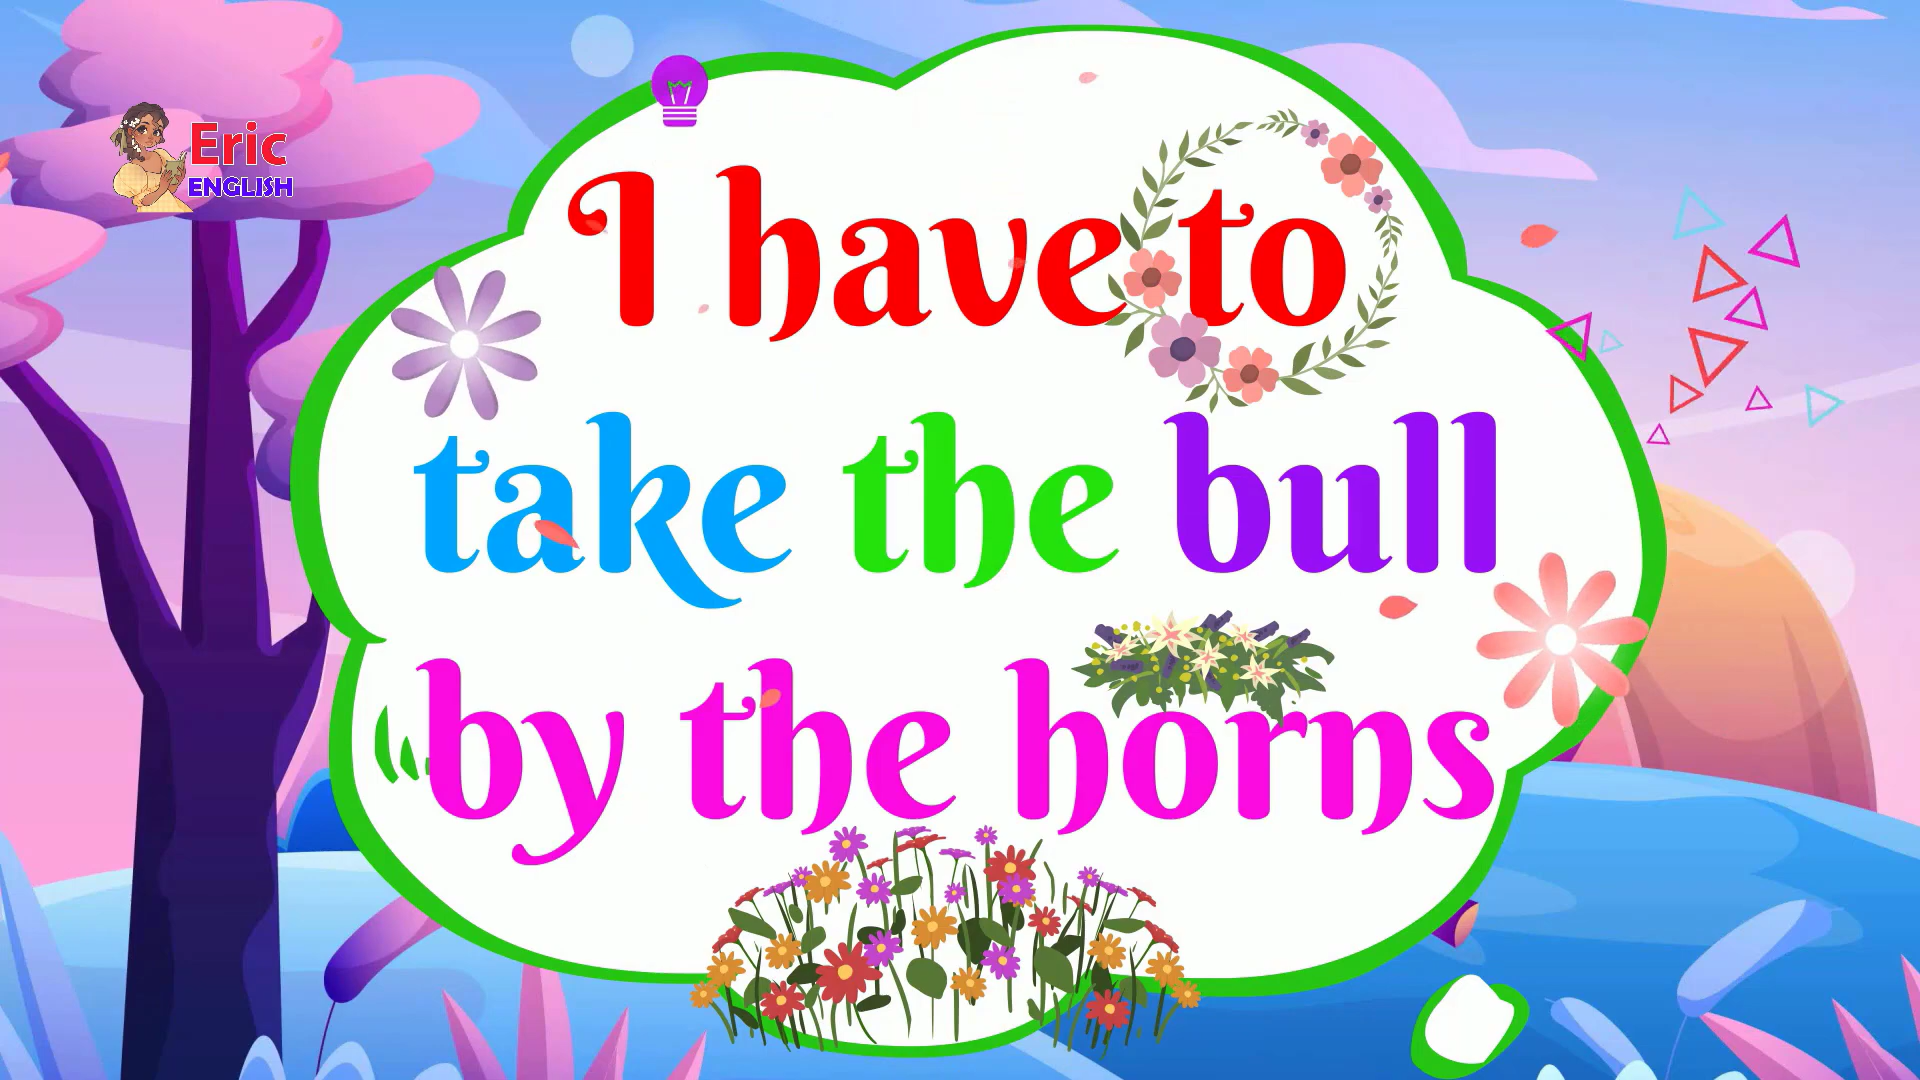 Eric
ENGLISH
I have to
take the bull
by the horns